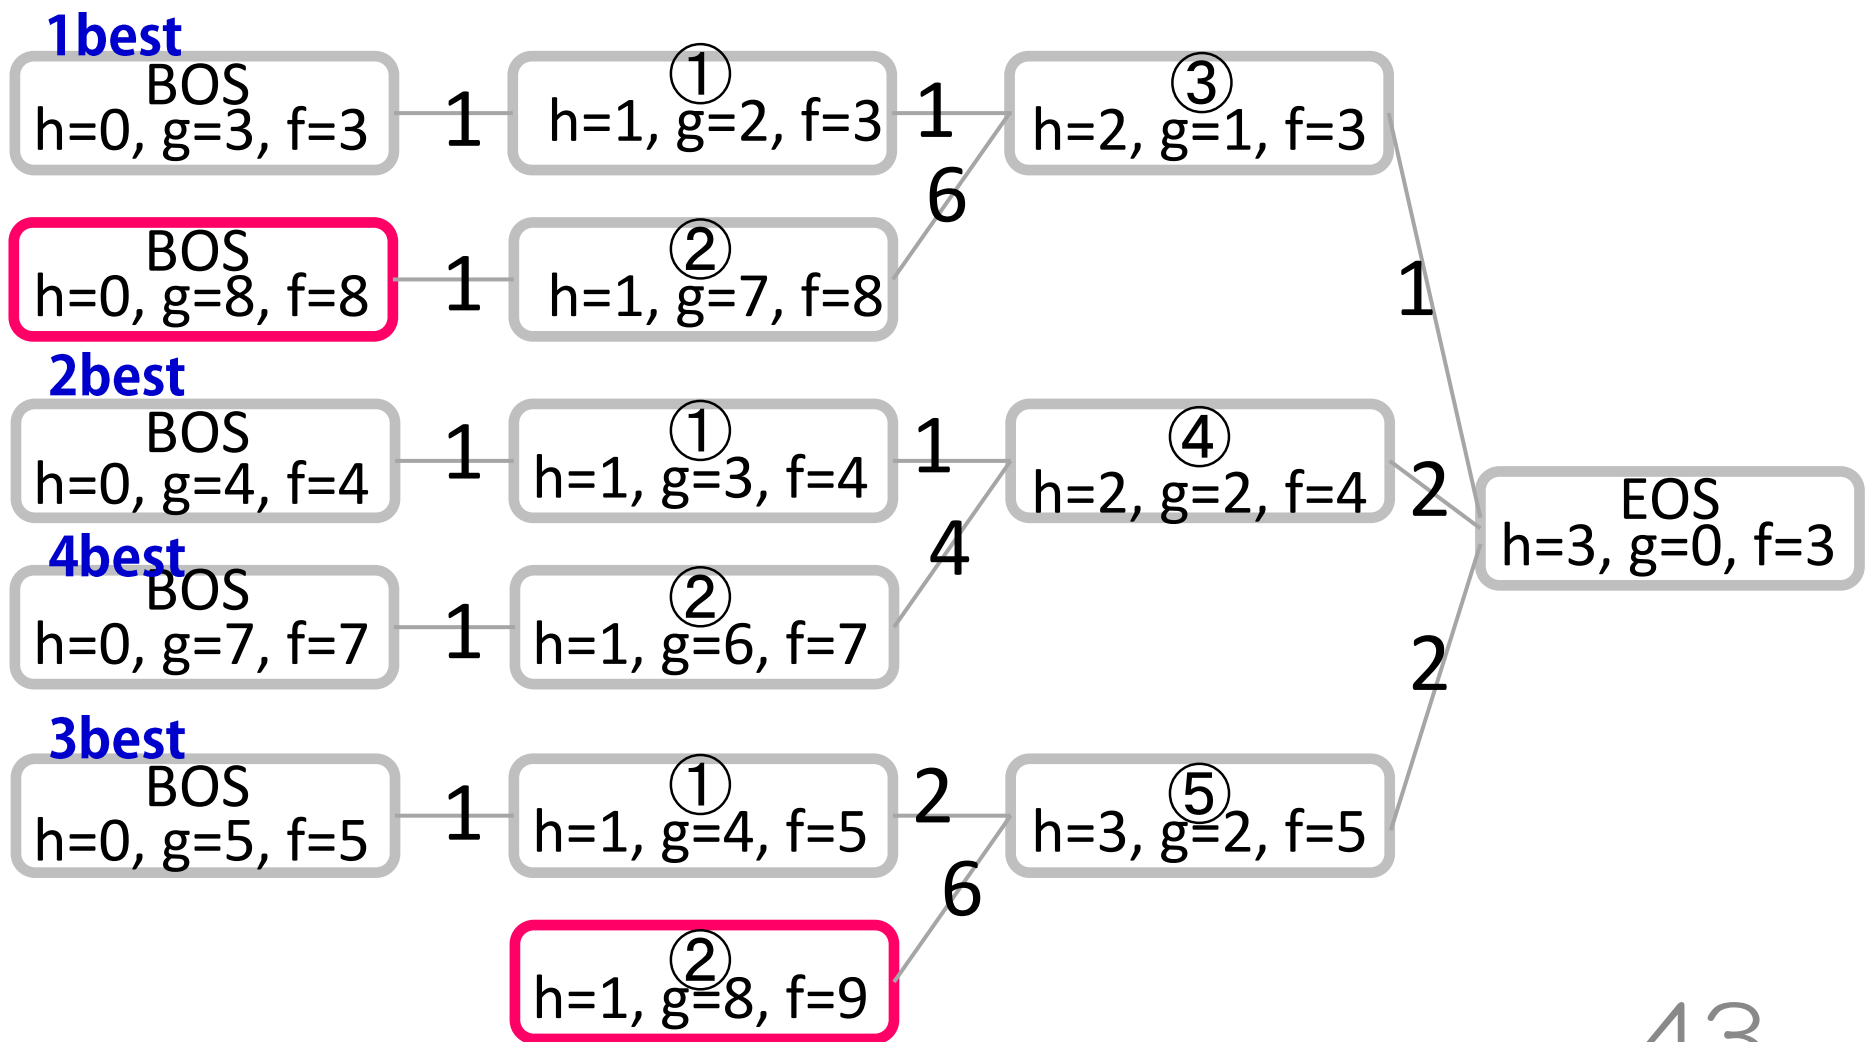 1best
BOS
h=0, g=3, f=3
1
①
h=1, g=2, f=3
1
③
h=2, g=1, f=3
6
BOS
h=0, g=8, f=8
1
②
h=1, g=7, f=8
1
2best
BOS
h=0, g=4, f=4
1
①
h=1, g=3, f=4
1
④
h=2, g=2, f=4
2
EOS
h=3, g=0, f=3
4best
BOS
h=0, g=7, f=7
1
②
h=1, g=6, f=7
4
2
3best
BOS
h=0, g=5, f=5
1
①
h=1, g=4, f=5
2
⑤
h=3, g=2, f=5
6
②
h=1, g=8, f=9
43